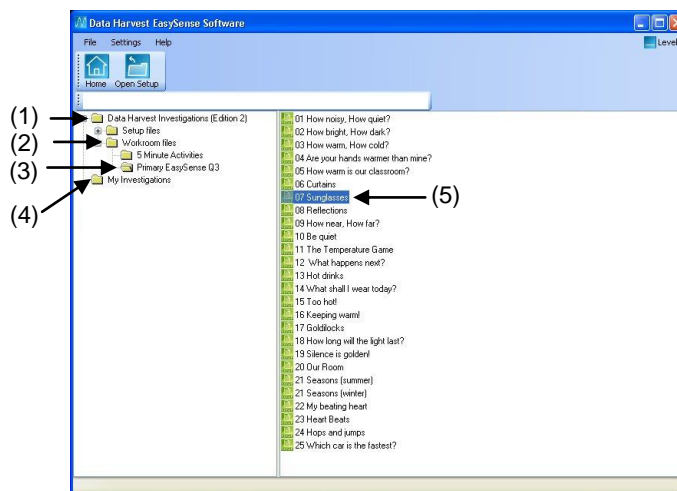 Data Harvest EasySense Software
File Settings Help
Level
Home Open Setup
(1)
Data Harvest Investigations (Edition 2)
Setup files
(2)
Workroom files
5 Minute Activities
(3)
Primary EasySense Q3
My Investigations
(4)
01 How noisy, How quiet?
02 How bright, How dark?
03 How warm, How cold?
04 Are your hands warmer than mine?
05 How warm is our classroom?
06 Curtains
07 Sunglasses
(5)
08 Reflections
09 How near, How far?
10 Be quiet
11 The Temperature Game
12 What happens next?
13 Hot drinks
14 What shall I wear today?
15 Too hot!
16 Keeping warm!
17 Goldilocks
18 How long will the light last?
19 Silence is golden!
20 Our Room
21 Seasons (summer)
21 Seasons (winter)
22 My beating heart
23 Heart Beats
24 Hops and jumps
25 Which car is the fastest?